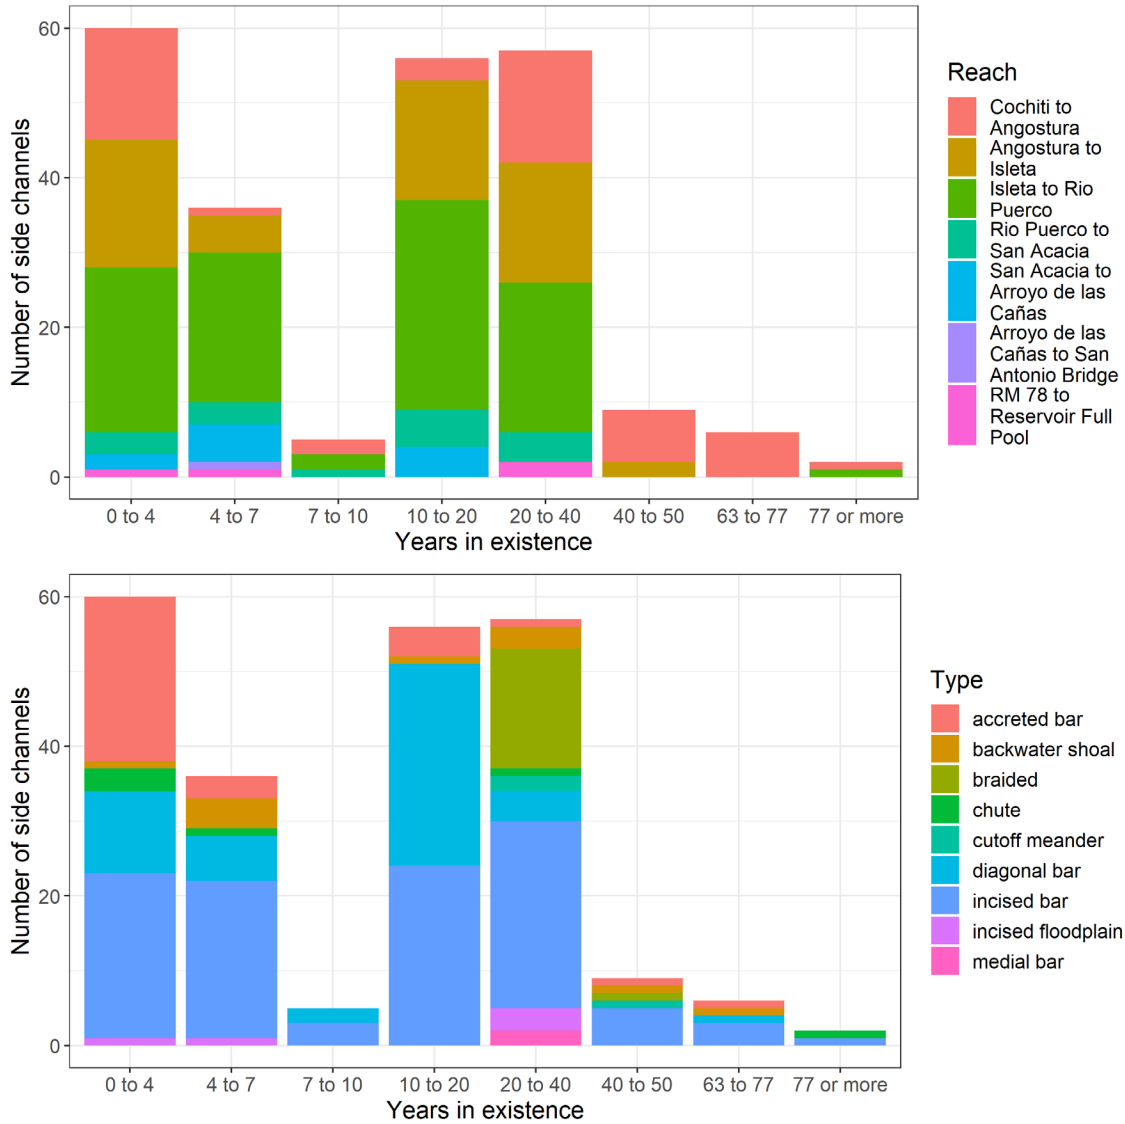 Number of side channels
60
40
20
0
0 to 4
4 to 7
7 to 10
10 to 20
20 to 40
40 to 50
63 to 77
77 or more
Years in existence
Reach
Cochiti to
Angostura
Angostura to
Isleta
Isleta to Rio
Puerco
Rio Puerco to
San Acacia
San Acacia to
Arroyo de las
Cañas
Arroyo de las
Cañas to San
Antonio Bridge
RM 78 to
Reservoir Full
Pool
Number of side channels
60
40
20
0
0 to 4
4 to 7
7 to 10
10 to 20
20 to 40
40 to 50
63 to 77
77 or more
Years in existence
Type
accreted bar
backwater shoal
braided
chute
cutoff meander
diagonal bar
incised bar
incised floodplain
medial bar